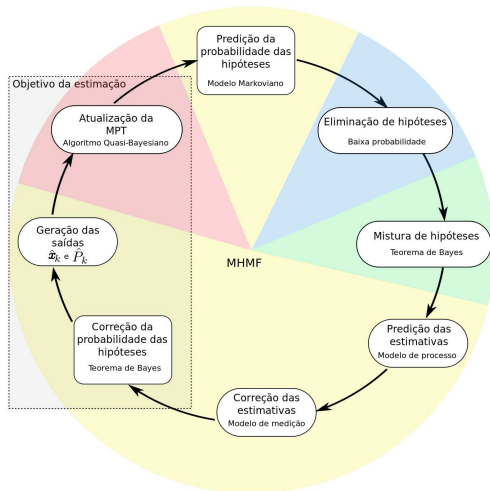 Predição da
probabilidade das
hipóteses
Modelo Markoviano
Objetivo da estimação
Atualização da
MPT
Algoritmo Quasi-Bayesiano
Eliminação de hipóteses
Baixa probabilidade
Geração das
saídas
x̂k e P̂k
Mistura de hipóteses
Teorema de Bayes
MHMF
Correção da
probabilidade das
hipóteses
Teorema de Bayes
Predição das
estimativas
Modelo de processo
Correção das
estimativas
Modelo de medição